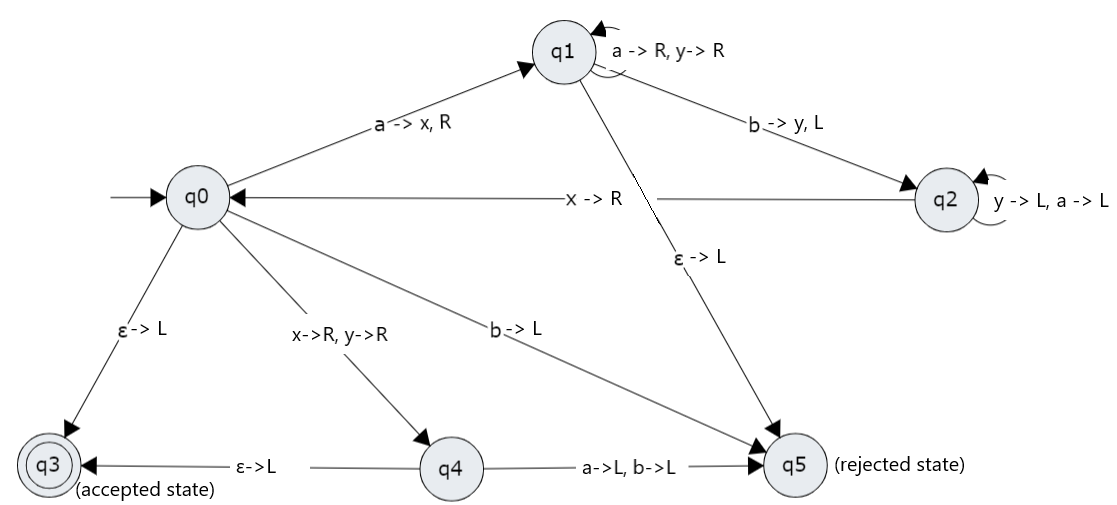 q1
a -> R, y-> R
a -> x, R
b -> y, L
q0
x -> R
q2
y -> L, a -> L
ε -> L
ε-> L
x->R, y->R
b-> L
q3
(accepted state)
ε->L
q4
a->L, b->L
q5
(rejected state)